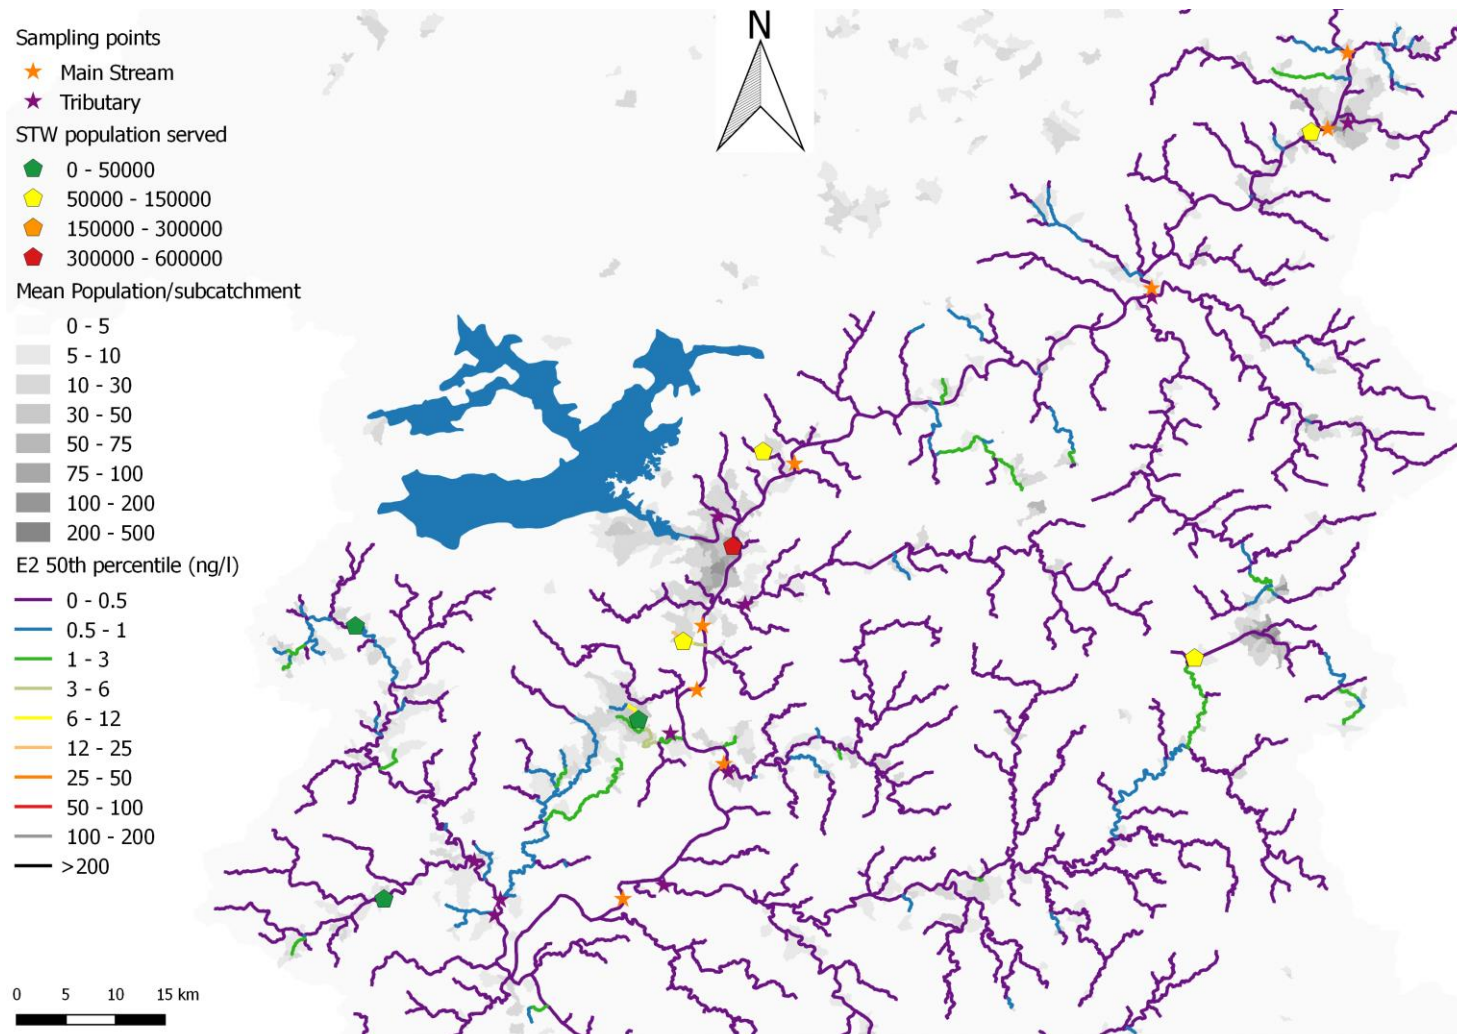 N
Sampling points
Main Stream
Tributary
STW population served
0 - 50000
50000 - 150000
150000 - 300000
300000 - 600000
Mean Population/subcatchment
0 - 5
5 - 10
10 - 30
30 - 50
50 - 75
75 - 100
100 - 200
200 - 500
E2 50th percentile (ng/l)
0 - 0.5
0.5 - 1
1 - 3
3 - 6
6 - 12
12 - 25
25 - 50
50 - 100
100 - 200
>200
0 5 10 15 km